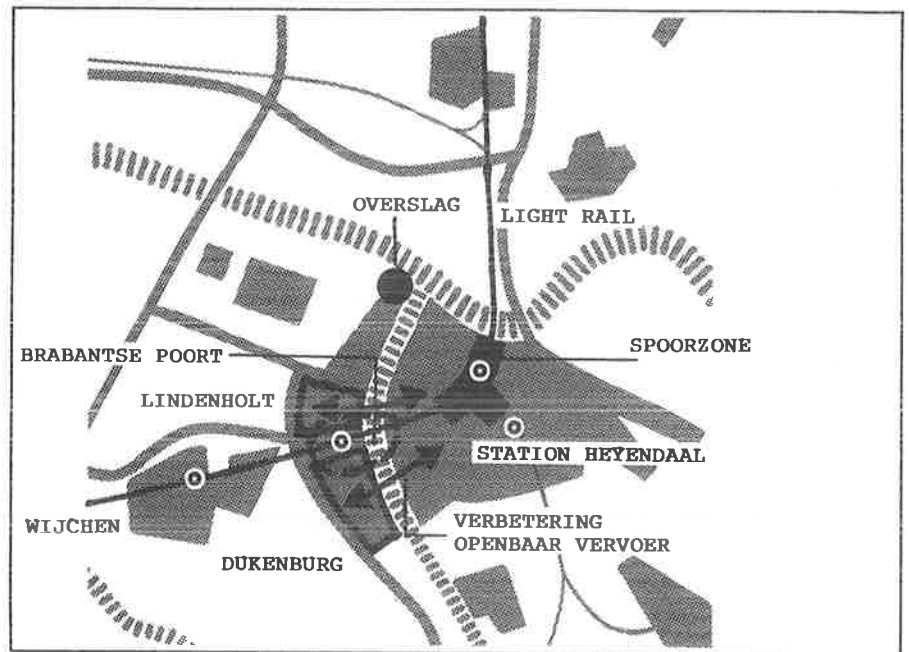 OVERSLAG
LIGHT RAIL
BRABANTSE POORT
SPOORZONE
LINDENHOLT
STATION HEYENDAAL
WIJCHEN
VERBETERING
OPENBAAR VERVOER
DUKENBURG